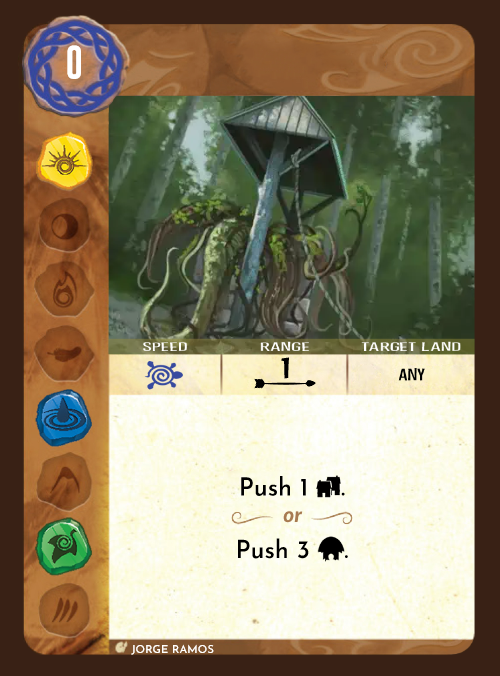 0
SPEED RANGE TARGET LAND
1 ANY
Push 1 .
or
Push 3 .
JORGE RAMOS